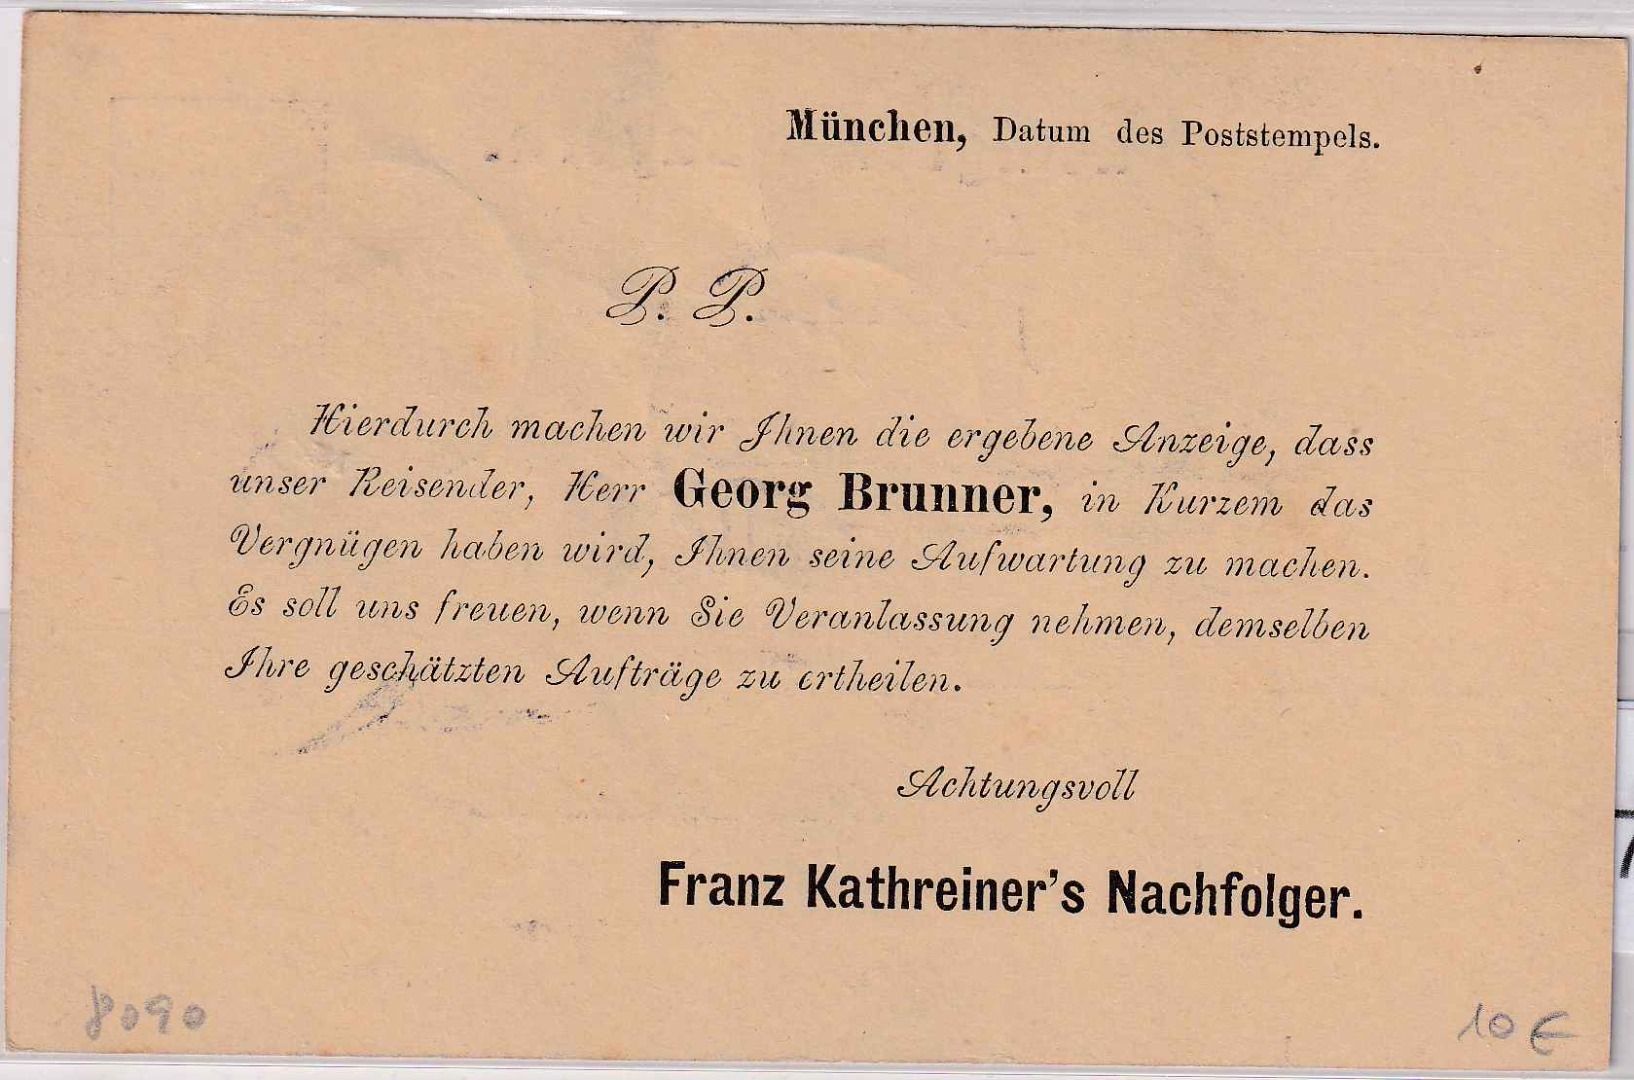 München, Datum des Poststempels.
P. P.
Hierdurch machen wir Ihnen die ergebene Anzeige, dass
unser Reisender, Herr Georg Brunner, in Kurzem das
Vergnügen haben wird, Ihnen seine Aufwartung zu machen.
Es soll uns freuen, wenn Sie Veranlassung nehmen, demselben
Ihre geschätzten Aufträge zu ertheilen.
Achtungsvoll
Franz Kathreiner's Nachfolger.
8090
10 €